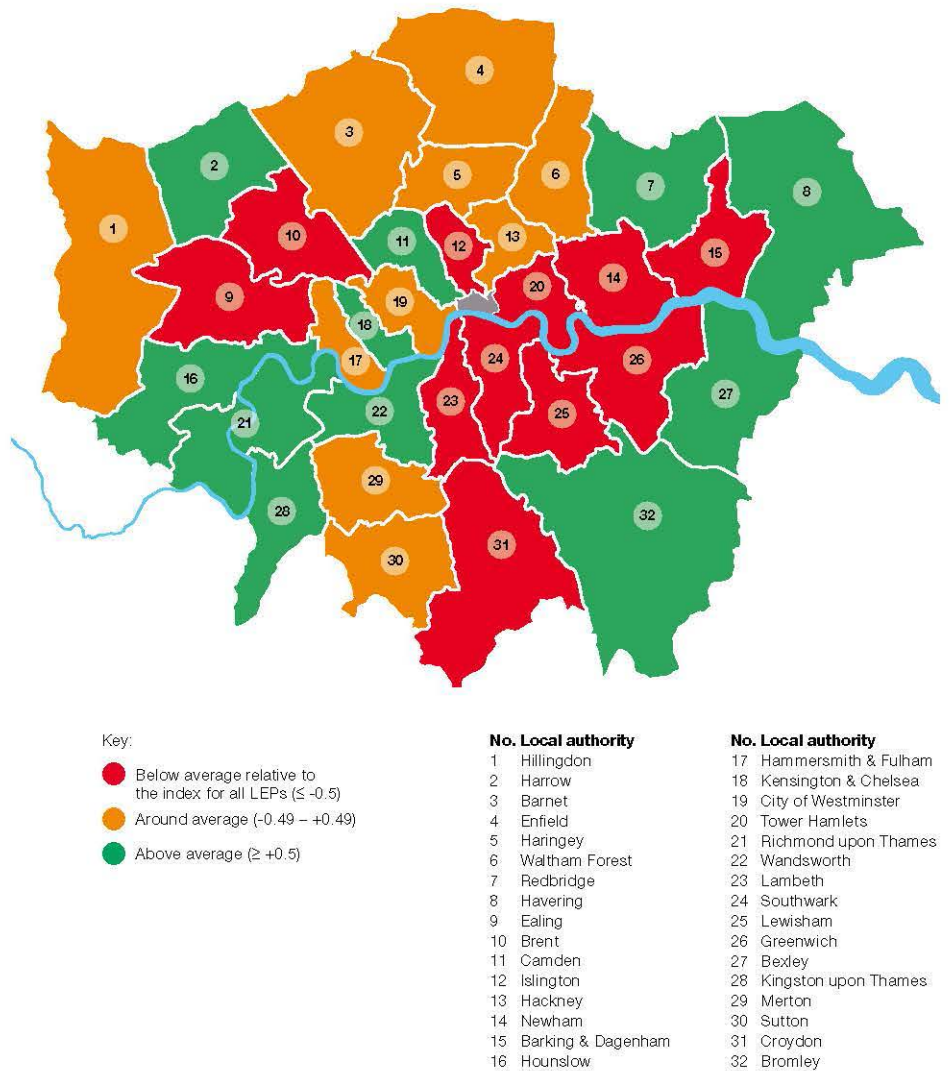 4
3
2
5
6
7
8
1
10
11
12
13
15
14
9
20
19
18
16
17
24
26
23
22
27
21
25
29
28
32
31
30
Key:
Below average relative to
the index for all LEPs (≤ -0.5)
Around average (-0.49 – +0.49)
Above average (≥ +0.5)
No. Local authority
1 Hillingdon
2 Harrow
3 Barnet
4 Enfield
5 Haringey
6 Waltham Forest
7 Redbridge
8 Havering
9 Ealing
10 Brent
11 Camden
12 Islington
13 Hackney
14 Newham
15 Barking & Dagenham
16 Hounslow
No. Local authority
17 Hammersmith & Fulham
18 Kensington & Chelsea
19 City of Westminster
20 Tower Hamlets
21 Richmond upon Thames
22 Wandsworth
23 Lambeth
24 Southwark
25 Lewisham
26 Greenwich
27 Bexley
28 Kingston upon Thames
29 Merton
30 Sutton
31 Croydon
32 Bromley